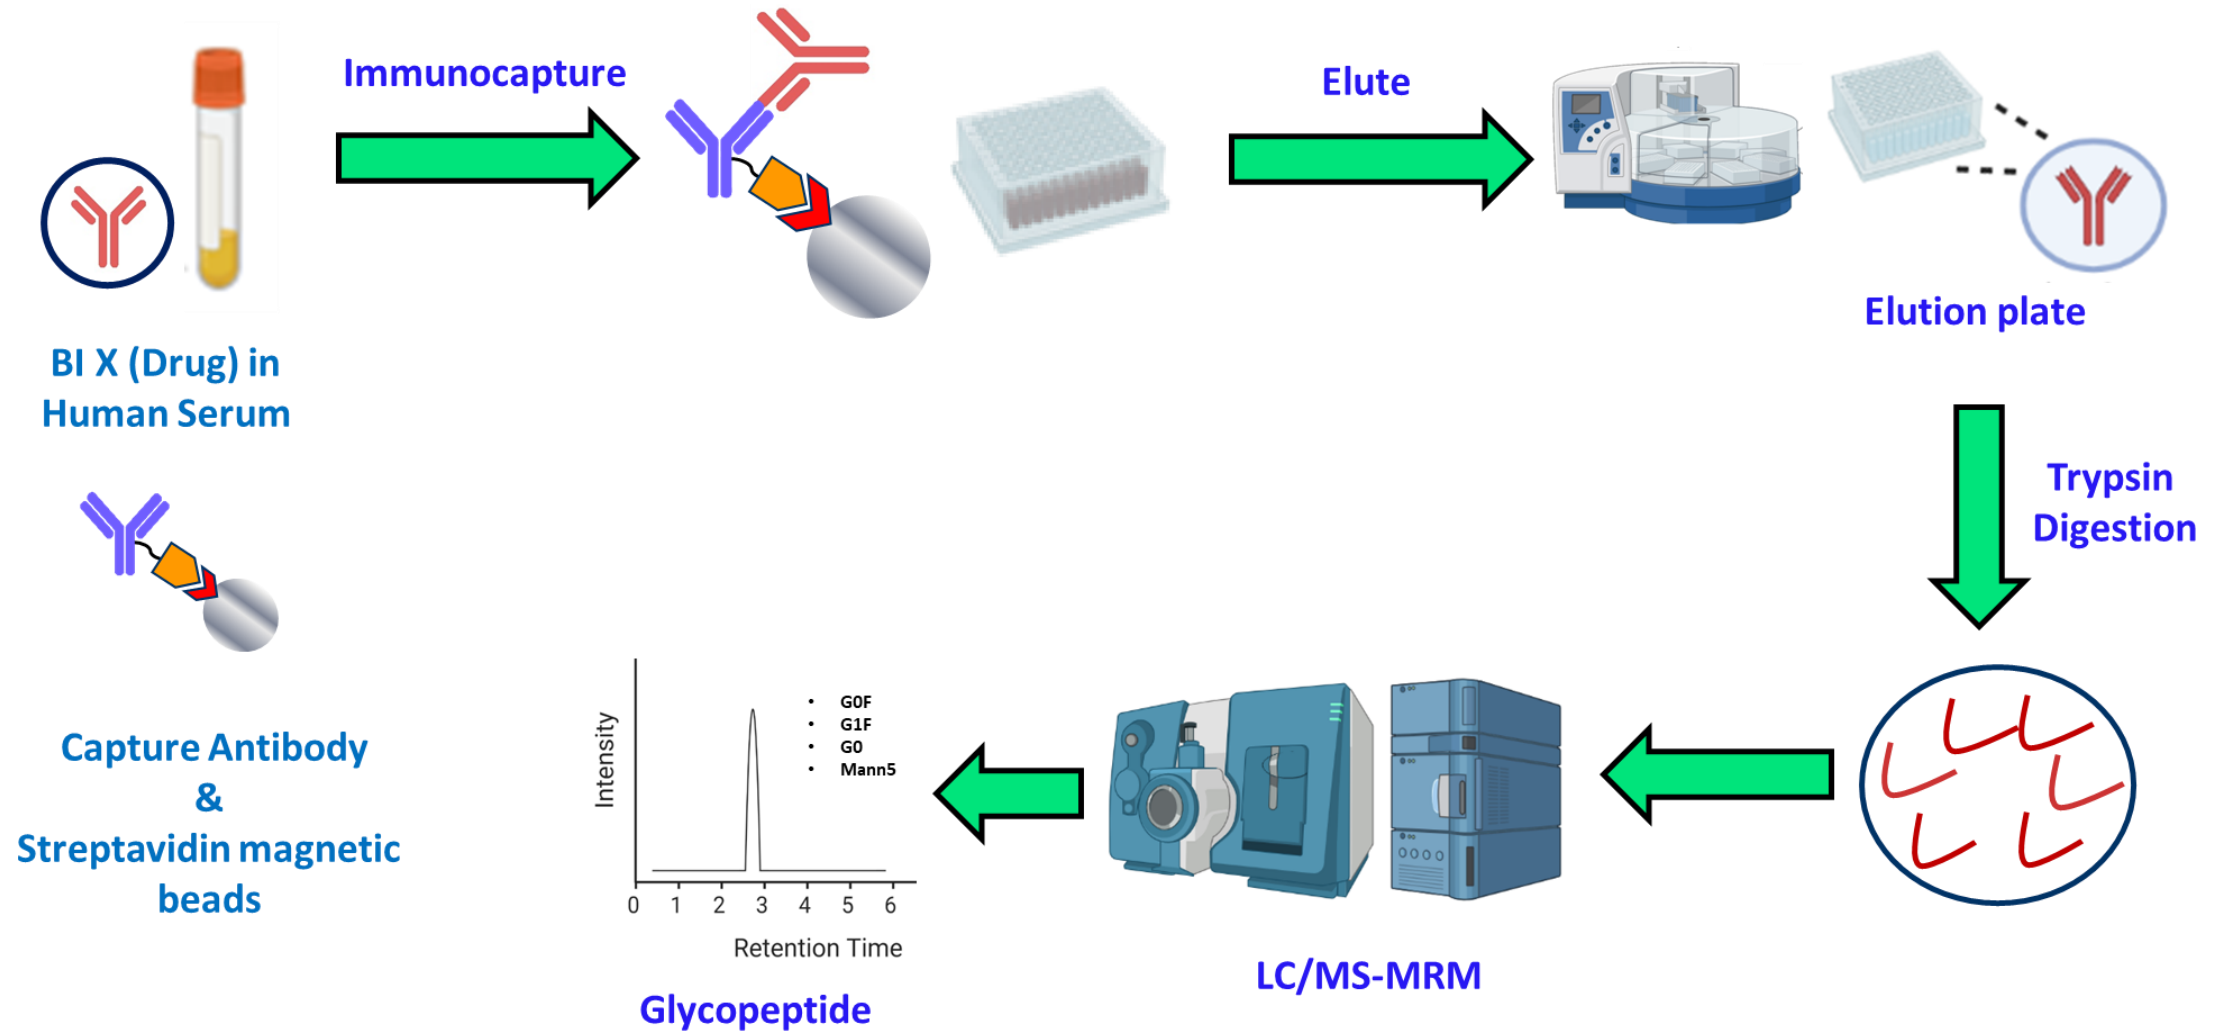 Immunocapture
Elute
Elution plate
BI X (Drug) in
Human Serum
Trypsin
Digestion
Capture Antibody
&
Streptavidin magnetic
beads
Intensity
• G0F
• G1F
• G0
• Mann5
0 1 2 3 4 5 6
Retention Time
Glycopeptide
LC/MS-MRM